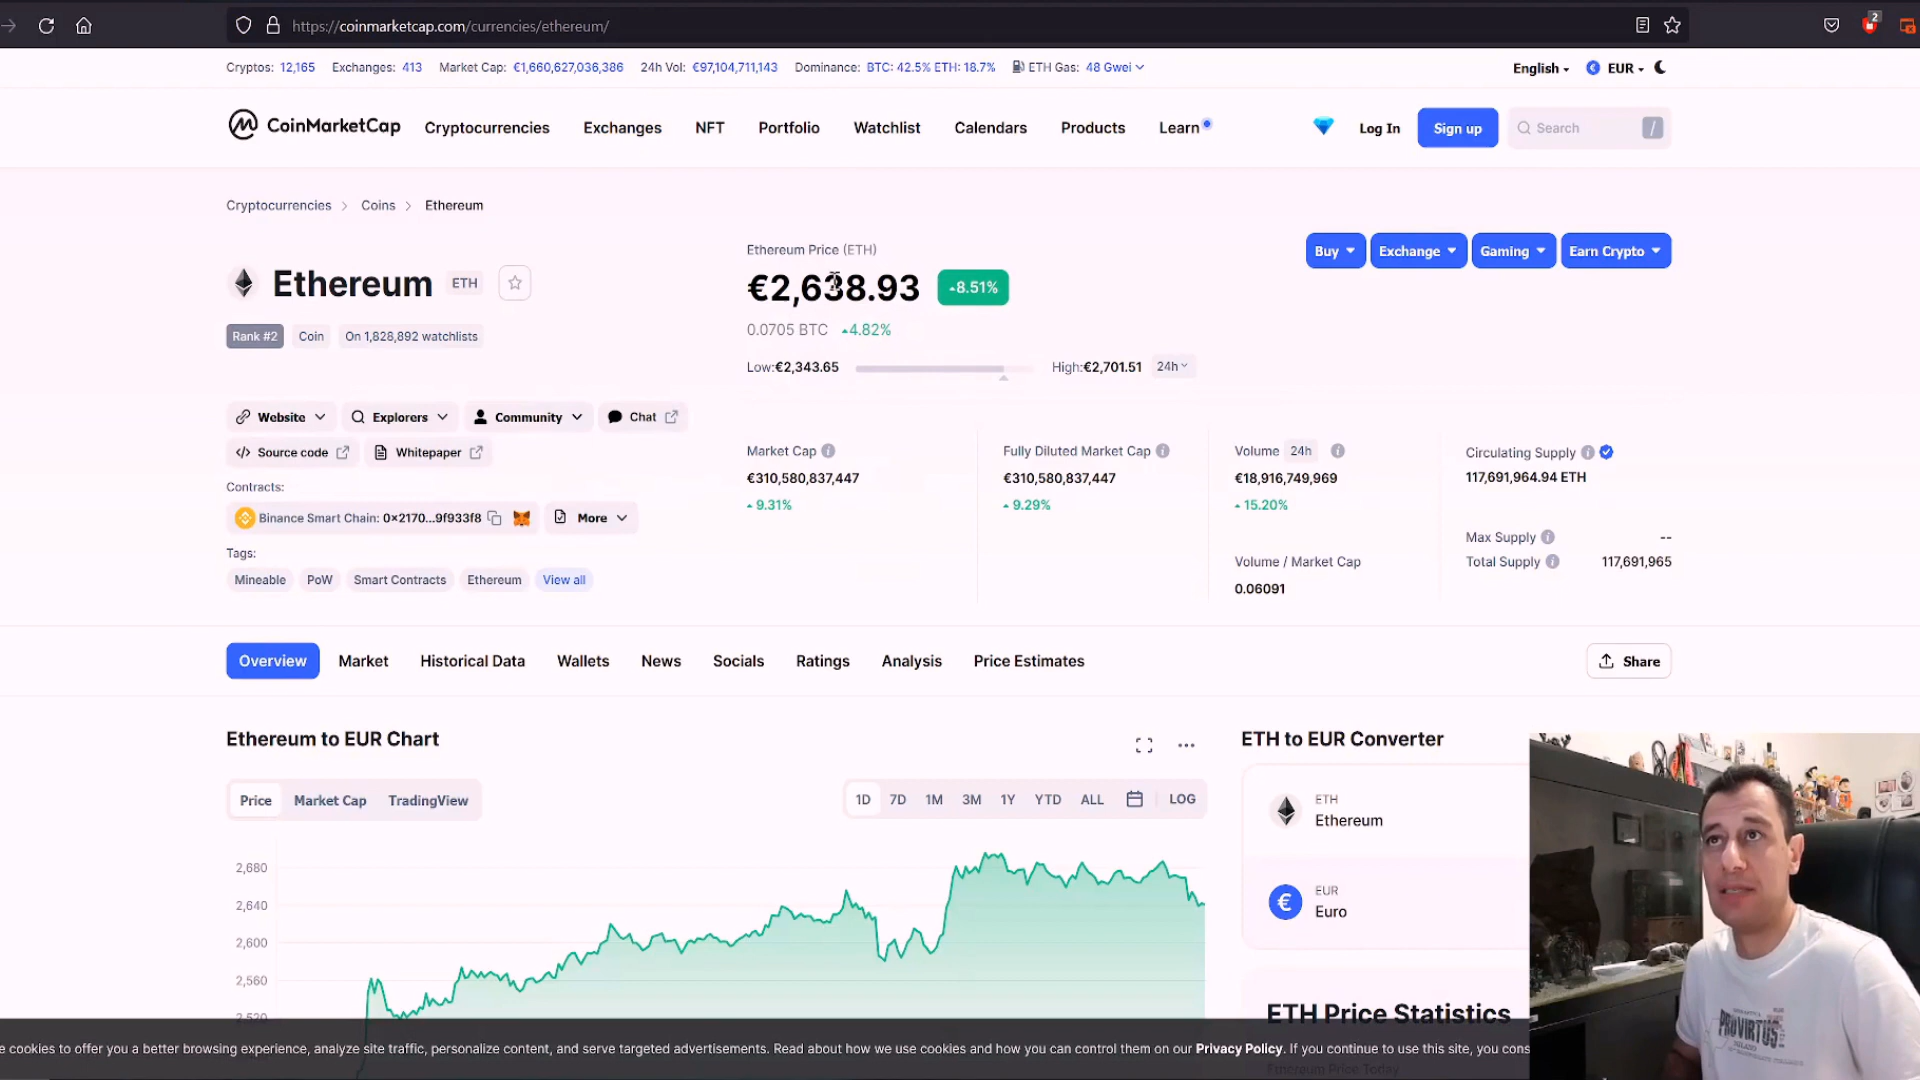 https://coinmarketcap.com/currencies/ethereum/
2
Cryptos: 12,165 Exchanges: 413 Market Cap: €1,660,627,036,386 24h Vol: €97,104,711,143 Dominance: BTC: 42.5% ETH: 18.7% ETH Gas: 48 Gwei English EUR
CoinMarketCap Cryptocurrencies Exchanges NFT Portfolio Watchlist Calendars Products Learn Log In Sign up Search /
Cryptocurrencies > Coins > Ethereum
Ethereum Price (ETH)
Buy Exchange Gaming Earn Crypto
Ethereum ETH
€2,638.93 8.51%
0.0705 BTC 4.82%
Rank #2 Coin On 1,828,892 watchlists
Low:€2,343.65 High:€2,701.51 24h
Website Explorers Community Chat
Source code Whitepaper
Contracts:
Binance Smart Chain: 0x2170...9f933f8 More
Tags:
Mineable PoW Smart Contracts Ethereum View all
Market Cap
€310,580,837,447
9.31%
Fully Diluted Market Cap
€310,580,837,447
9.29%
Volume 24h
€18,916,749,969
15.20%
Volume / Market Cap
0.06091
Circulating Supply
117,691,964.94 ETH
Max Supply --
Total Supply 117,691,965
Overview Market Historical Data Wallets News Socials Ratings Analysis Price Estimates Share
Ethereum to EUR Chart
Price Market Cap TradingView
1D 7D 1M 3M 1Y YTD ALL LOG
2,680
2,640
2,600
2,560
2,520
ETH to EUR Converter
ETH
Ethereum
€
EUR
Euro
ETH Price Statistics
Ethereum Price Today
e cookies to offer you a better browsing experience, analyze site traffic, personalize content, and serve targeted advertisements. Read about how we use cookies and how you can control them on our Privacy Policy. If you continue to use this site, you cons
PROVIRTUS